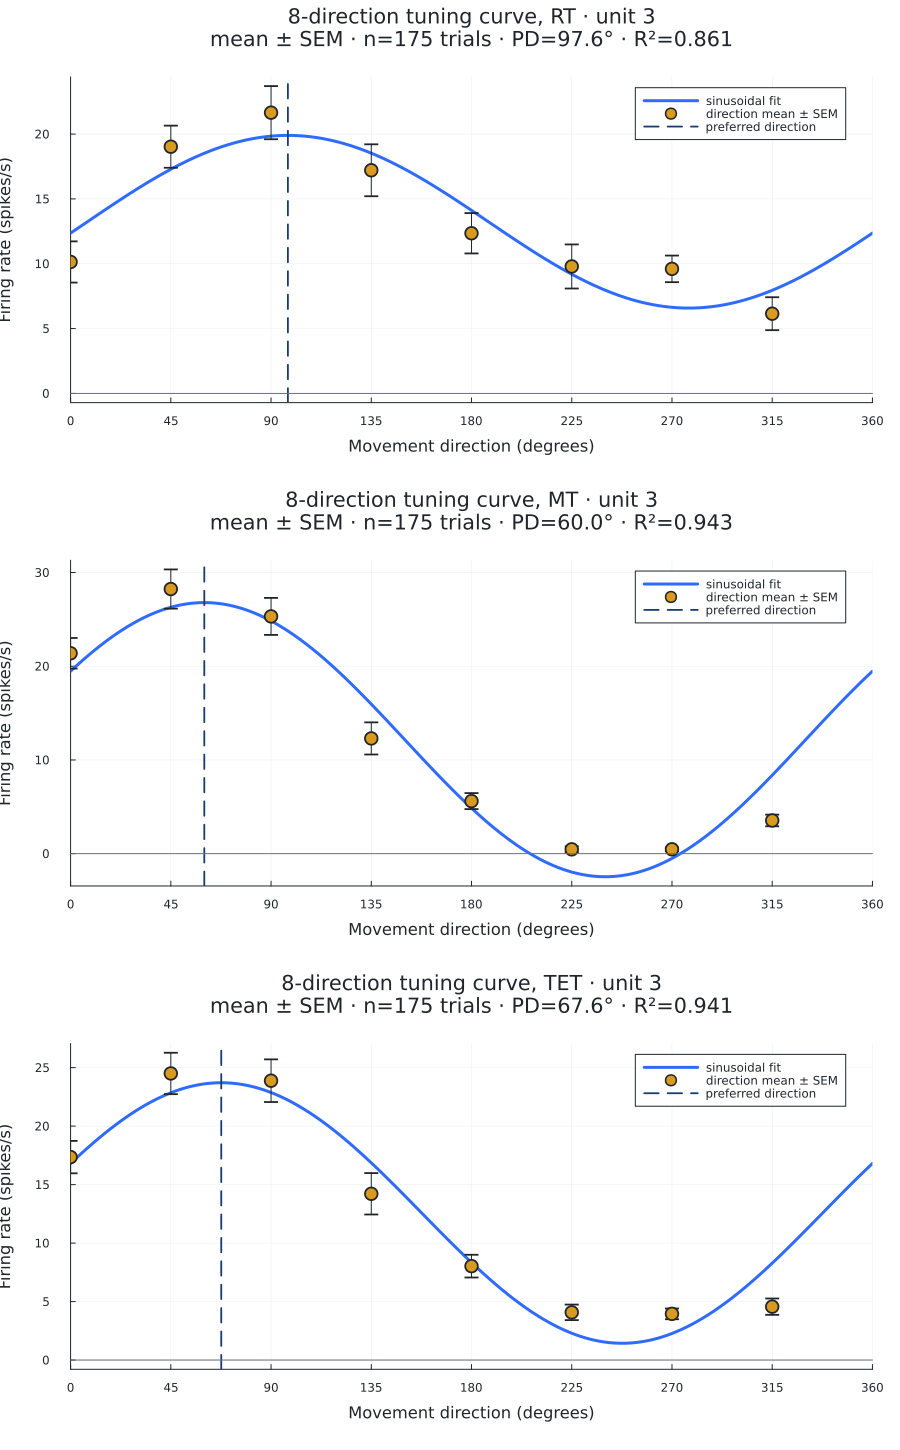 8-direction tuning curve, RT · unit 3
mean ± SEM · n=175 trials · PD=97.6° · R²=0.861
Firing rate (spikes/s)
20
15
10
5
0
sinusoidal fit
direction mean ± SEM
preferred direction
0 45 90 135 180 225 270 315 360
Movement direction (degrees)
8-direction tuning curve, MT · unit 3
mean ± SEM · n=175 trials · PD=60.0° · R²=0.943
Firing rate (spikes/s)
30
20
10
0
sinusoidal fit
direction mean ± SEM
preferred direction
0 45 90 135 180 225 270 315 360
Movement direction (degrees)
8-direction tuning curve, TET · unit 3
mean ± SEM · n=175 trials · PD=67.6° · R²=0.941
Firing rate (spikes/s)
25
20
15
10
5
0
sinusoidal fit
direction mean ± SEM
preferred direction
0 45 90 135 180 225 270 315 360
Movement direction (degrees)